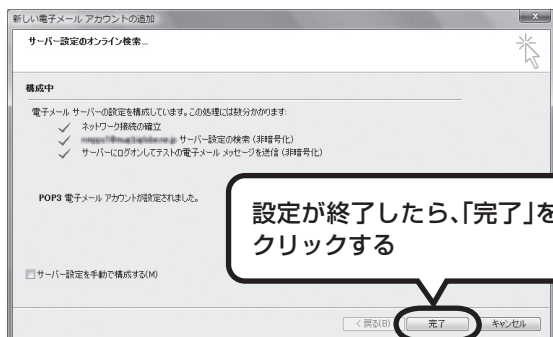 新しい電子メール アカウントの追加
サーバー設定のオンライン検索...
構成中
電子メール サーバーの設定を構成しています。この処理には数分かかります:
✓ ネットワーク接続の確立
✓ サーバー設定の検索 (非暗号化)
✓ サーバーにログオンしてテストの電子メール メッセージを送信 (非暗号化)
POP3 電子メール アカウントが設定されました。
設定が終了したら、「完了」を
クリックする
サーバー設定を手動で構成する(M)
< 戻る(B)
完了
キャンセル